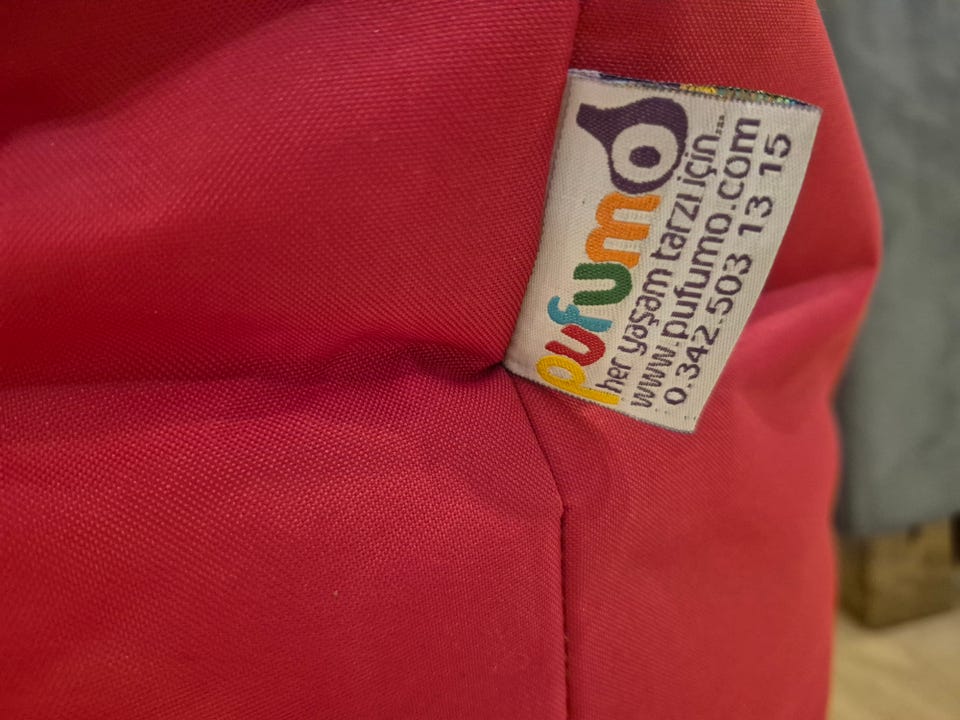 pufumo
her yaşam tarzı için...
www.pufumo.com
0.342.503 13 15